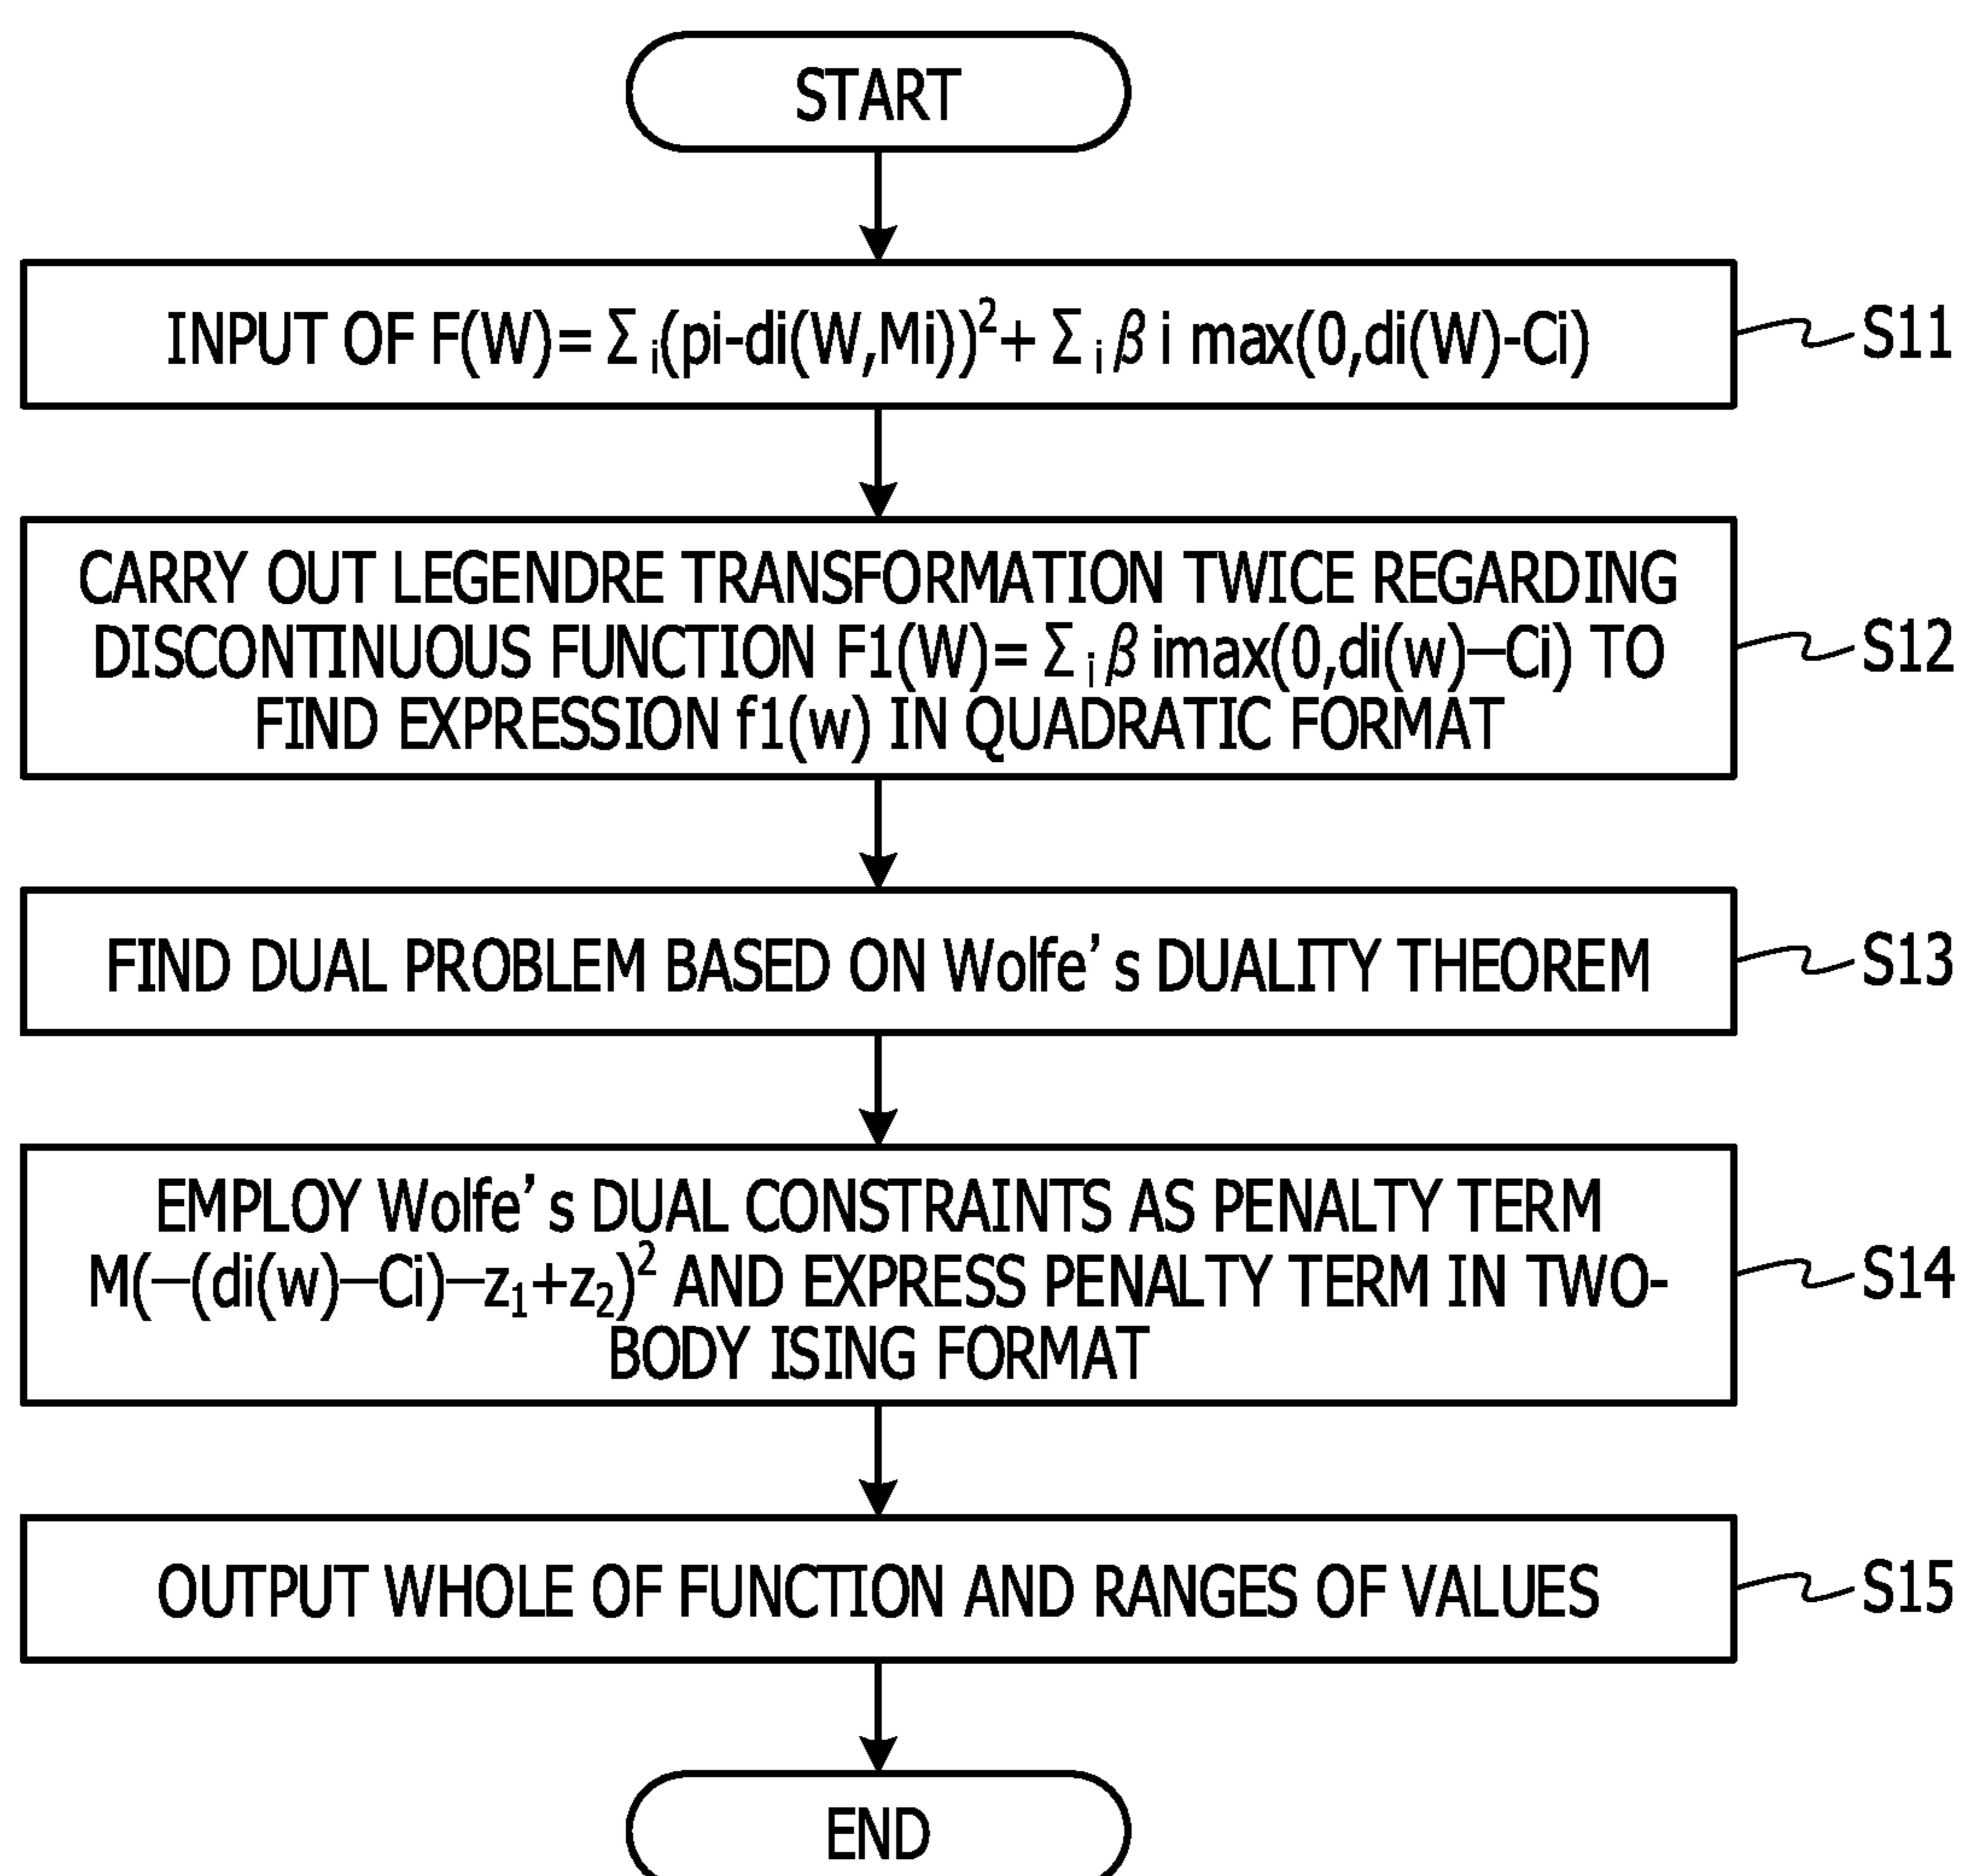 START
INPUT OF F(W)= Σi(pi-di(W,Mi))²+ Σi β i max(0,di(W)-Ci)
S11
CARRY OUT LEGENDRE TRANSFORMATION TWICE REGARDING
DISCONTINUOUS FUNCTION F1(W)= Σi β imax(0,di(w)—Ci) TO
FIND EXPRESSION f1(w) IN QUADRATIC FORMAT
S12
FIND DUAL PROBLEM BASED ON Wolfe's DUALITY THEOREM
S13
EMPLOY Wolfe's DUAL CONSTRAINTS AS PENALTY TERM
M(—(di(w)—Ci)—z₁+z₂)² AND EXPRESS PENALTY TERM IN TWO-
BODY ISING FORMAT
S14
OUTPUT WHOLE OF FUNCTION AND RANGES OF VALUES
S15
END